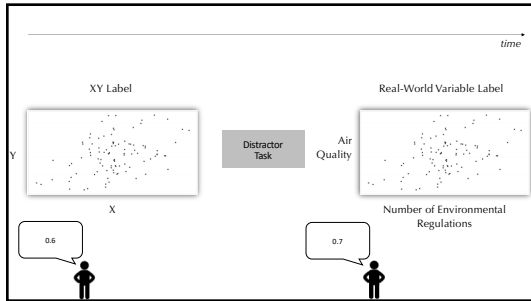 time
XY Label
Y
X
Distractor
Task
Real-World Variable Label
Air
Quality
Number of Environmental
Regulations
0.6
0.7